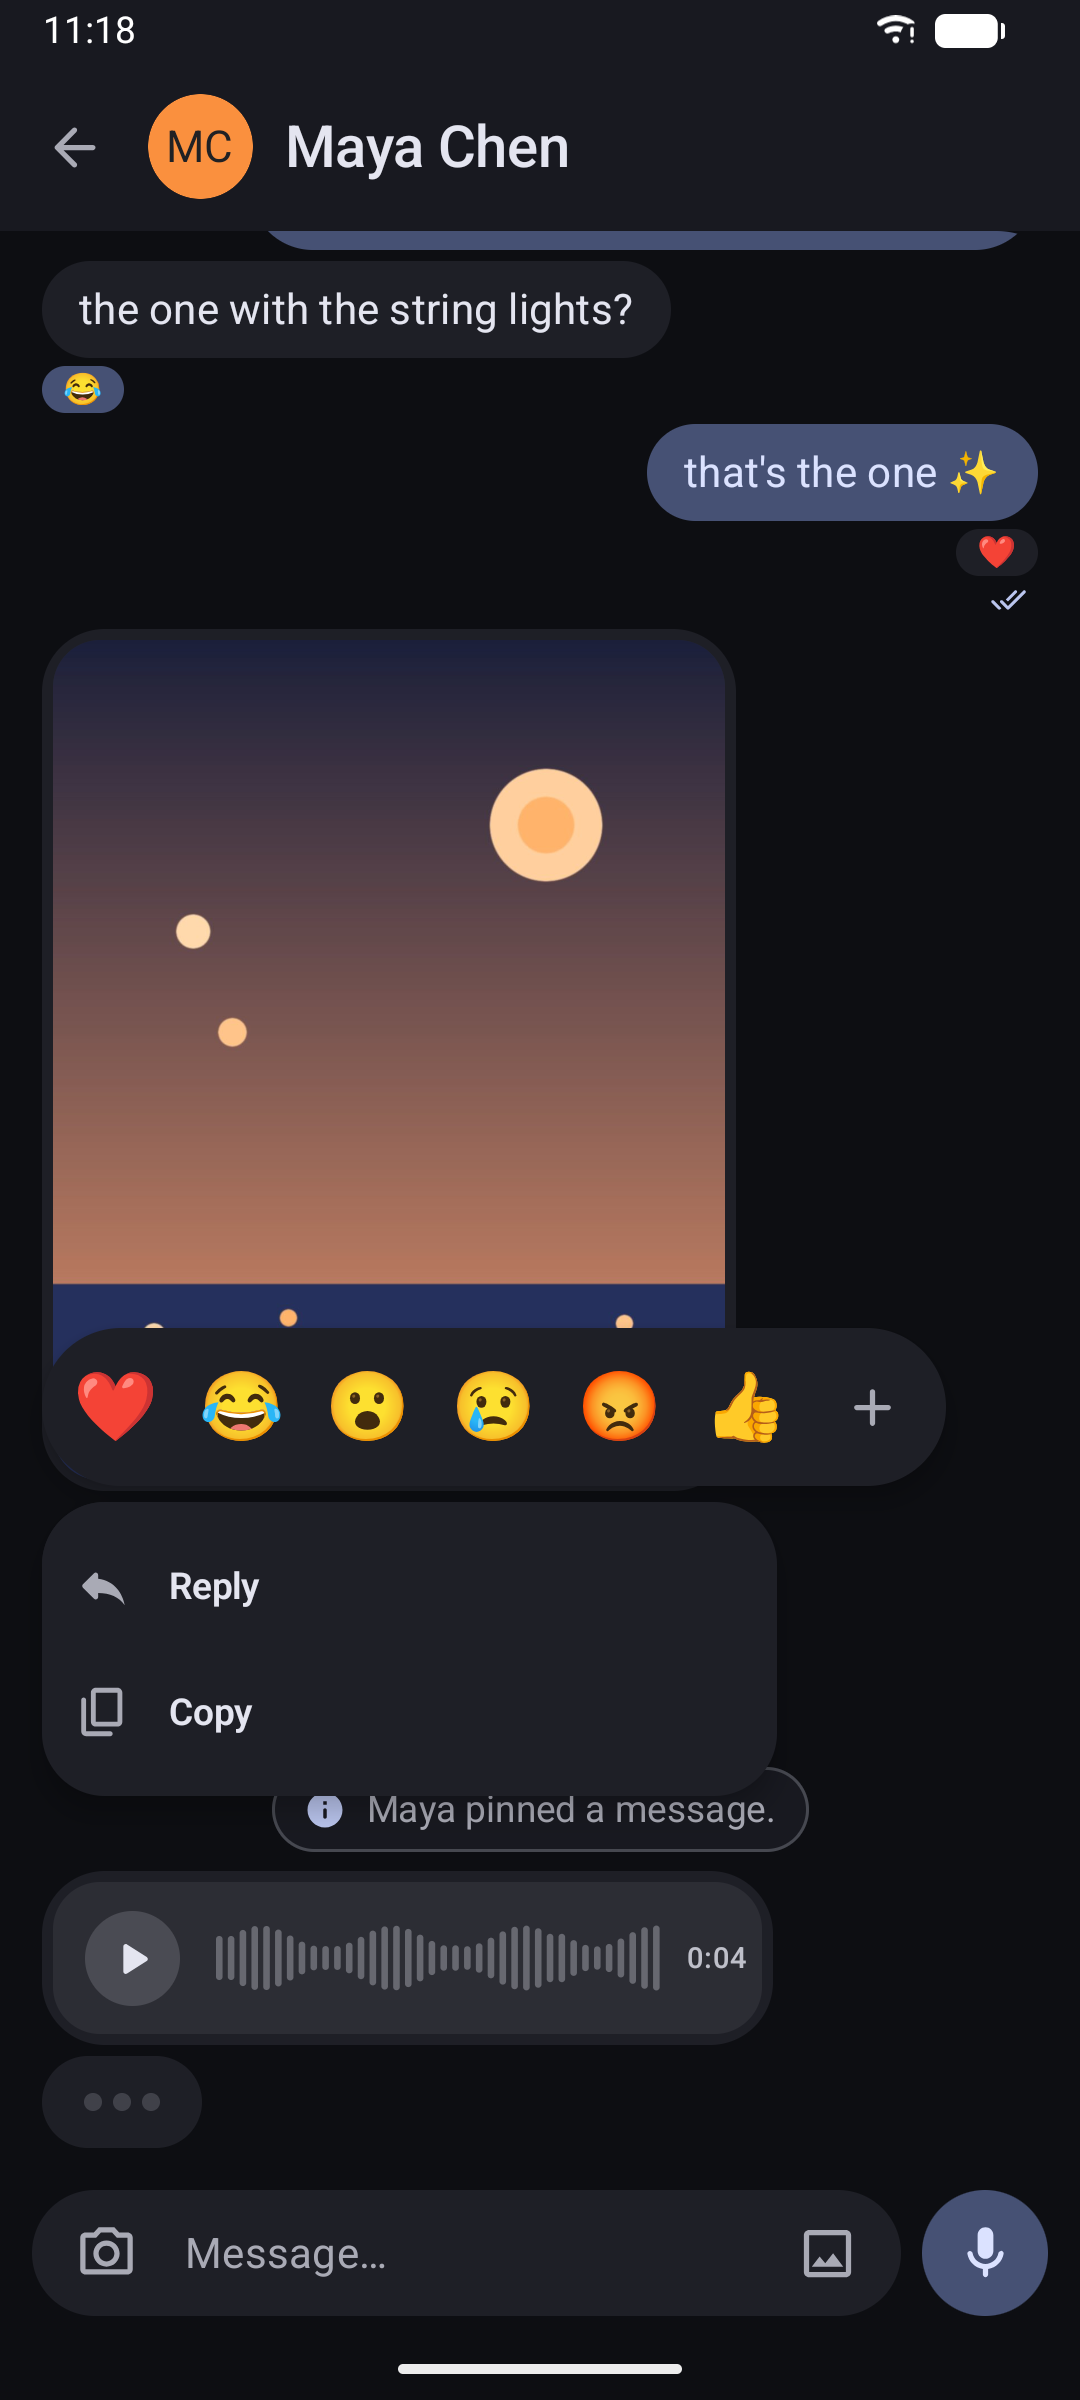 11:18
MC
Maya Chen
the one with the string lights?
😂
that's the one ✨
❤️
❤️ 😂 😮 😢 😡 👍 +
Reply
Copy
Maya pinned a message.
0:04
Message…